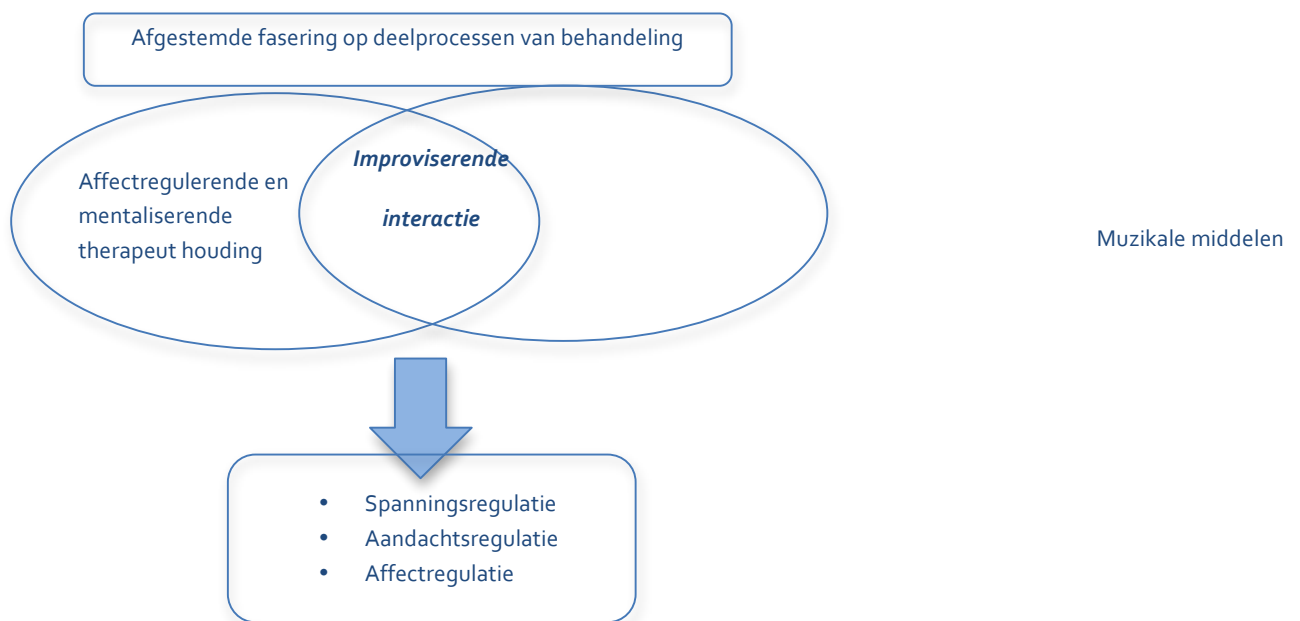 Afgestemde fasering op deelprocessen van behandeling
Affectregulerende en
mentaliserende
therapeut houding
Improviserende
interactie
Muzikale middelen
• Spanningsregulatie
• Aandachtsregulatie
• Affectregulatie